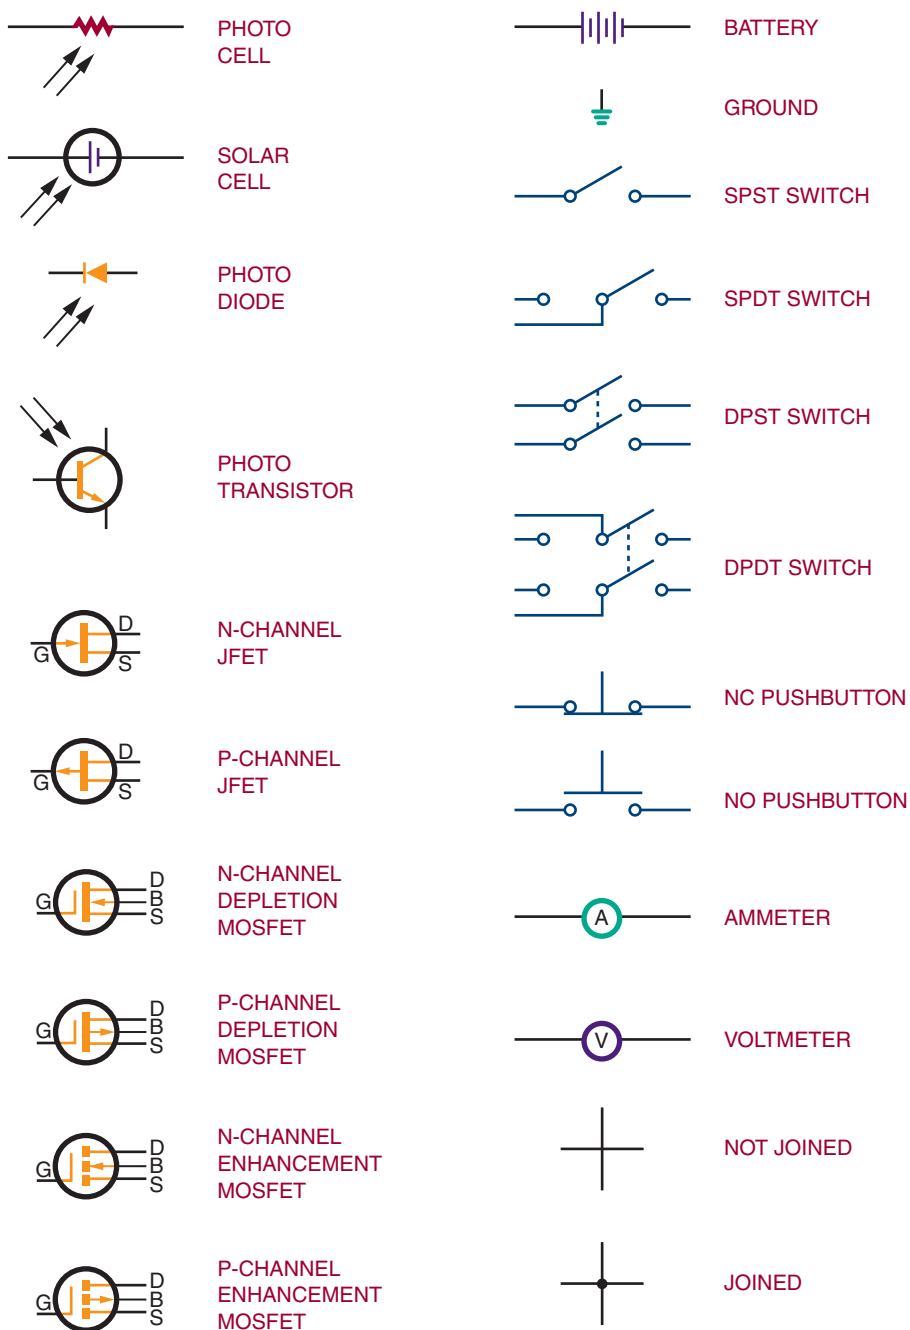 PHOTO
CELL
SOLAR
CELL
PHOTO
DIODE
PHOTO
TRANSISTOR
D
G
S
N-CHANNEL
JFET
D
G
S
P-CHANNEL
JFET
D
G
B
S
N-CHANNEL
DEPLETION
MOSFET
D
G
B
S
P-CHANNEL
DEPLETION
MOSFET
D
G
B
S
N-CHANNEL
ENHANCEMENT
MOSFET
D
G
B
S
P-CHANNEL
ENHANCEMENT
MOSFET
BATTERY
GROUND
SPST SWITCH
SPDT SWITCH
DPST SWITCH
DPDT SWITCH
NC PUSHBUTTON
NO PUSHBUTTON
A
AMMETER
V
VOLTMETER
NOT JOINED
JOINED